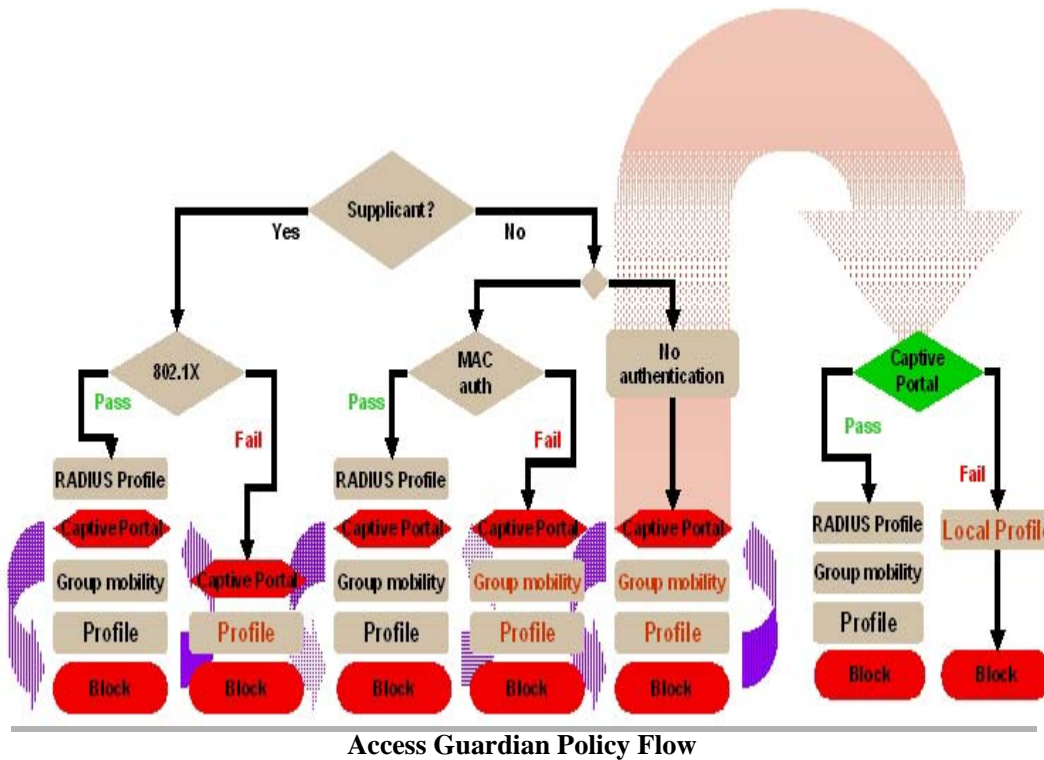 Supplicant?
Yes
No
802.1X
MAC
auth
No
authentication
Captive
Portal
Pass
Fail
Pass
Fail
Pass
Fail
RADIUS Profile
Captive Portal
Group mobility
Profile
Block
Captive Portal
Profile
Block
RADIUS Profile
Captive Portal
Group mobility
Profile
Block
Captive Portal
Group mobility
Profile
Block
Captive Portal
Group mobility
Profile
Block
RADIUS Profile
Group mobility
Profile
Block
Local Profile
Block
Access Guardian Policy Flow